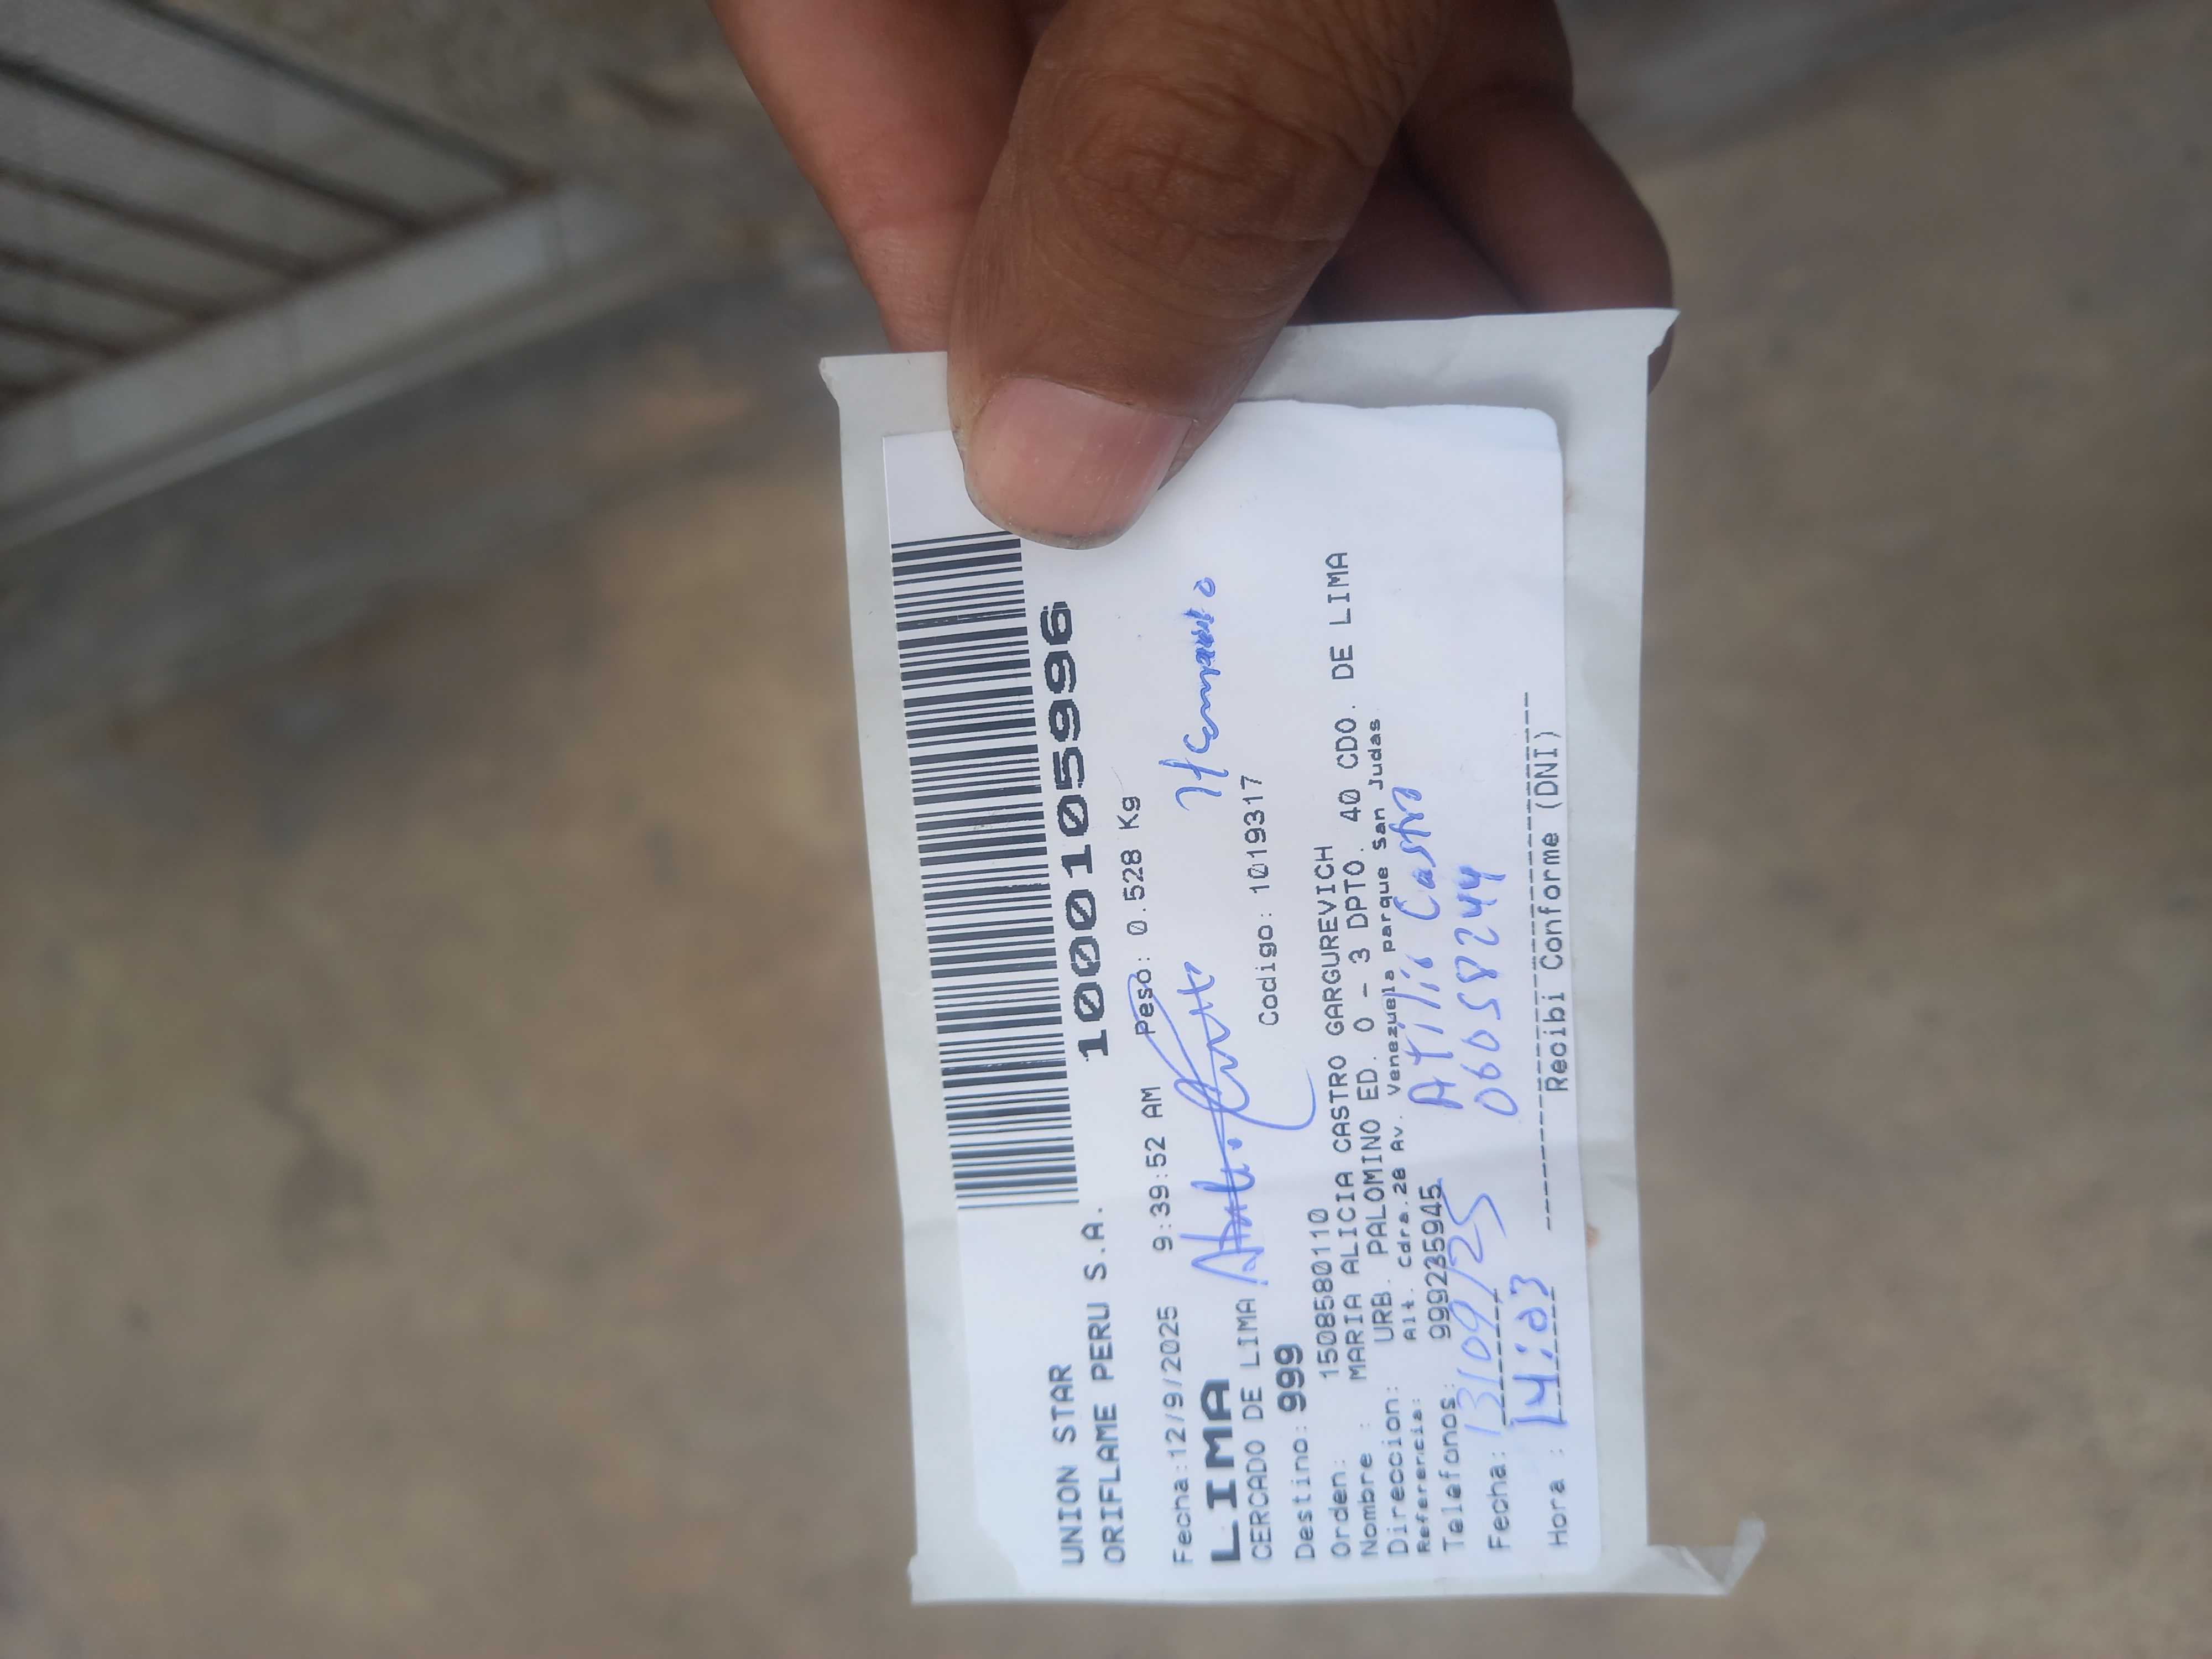 UNION STAR
ORIFLAME PERU S.A.
1000105996
Fecha:12/9/2025 9:39:52 AM Peso: 0.528 Kg
LIMA
CERCADO DE LIMA
Destino: 999 Codigo: 1019317
Orden: 1508580110
Nombre : MARIA ALICIA CASTRO GARGUREVICH
Direccion: URB. PALOMINO ED. O - 3 DPTO. 40 CDO. DE LIMA
Referencia: Alt. Cdra.28 Av. Venezuela parque San Judas
Telefonos: 999235945
Atilio Castro
Fecha: 13/09/25 06058244
Hora : 14:03
Recibi Conforme (DNI)